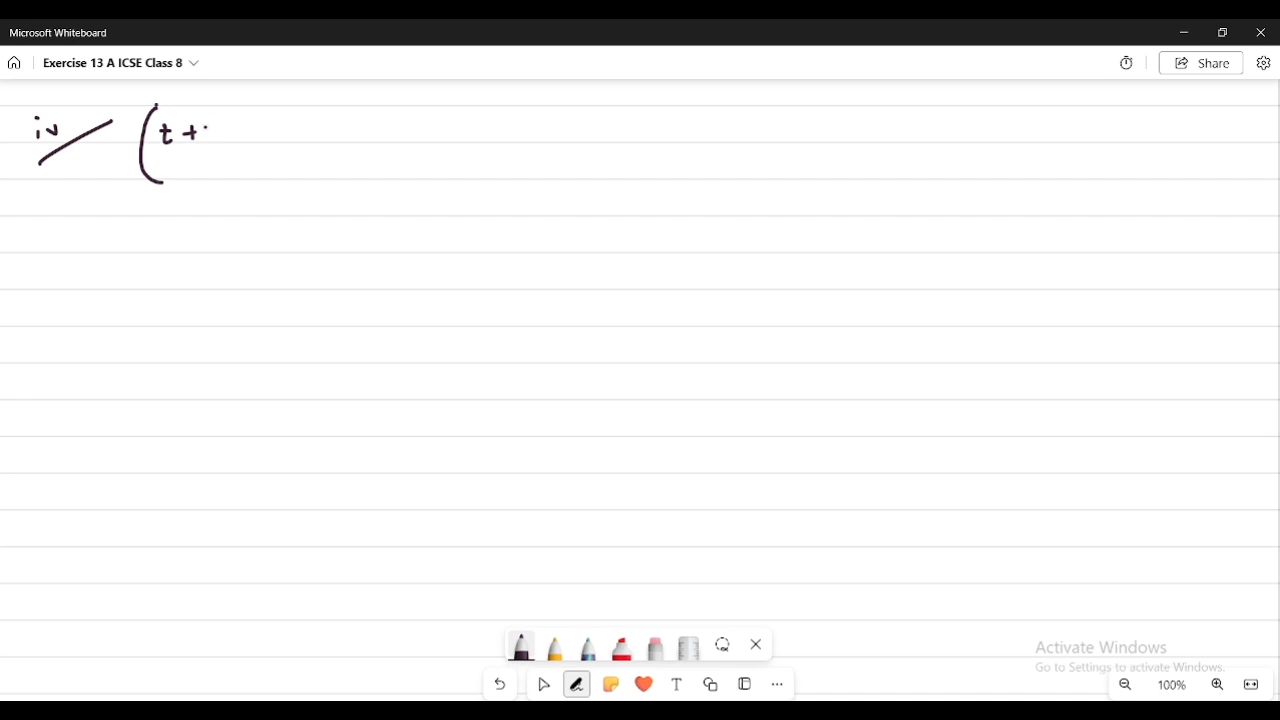 Microsoft Whiteboard
Exercise 13 A ICSE Class 8
Share
iv (t +
T
Activate Windows
Go to Settings to activate Windows.
100%